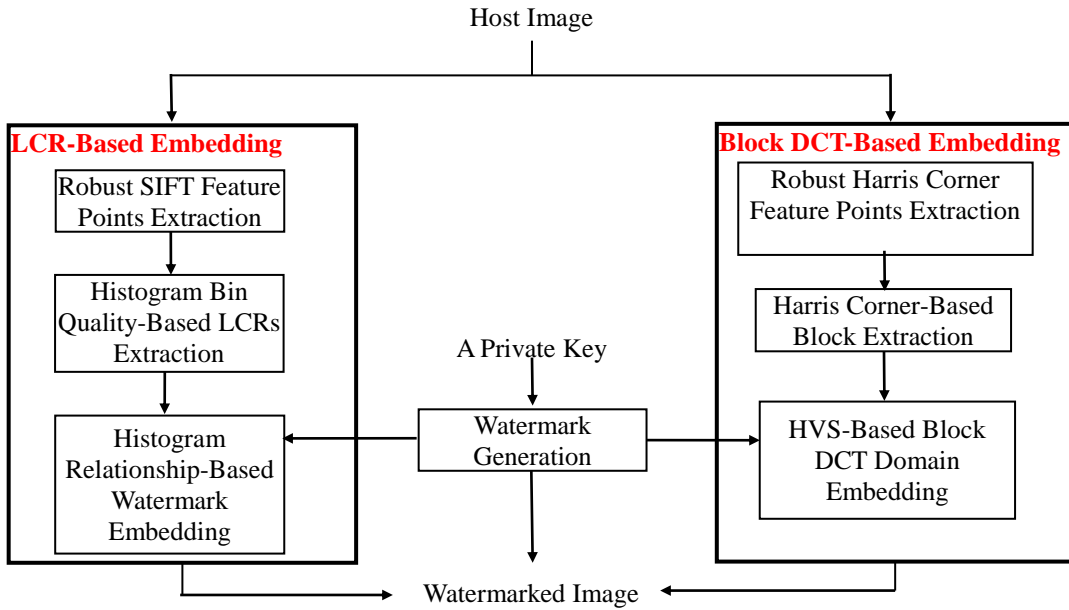 Host Image
LCR-Based Embedding
Robust SIFT Feature
Points Extraction
Histogram Bin
Quality-Based LCRs
Extraction
Histogram
Relationship-Based
Watermark
Embedding
A Private Key
Watermark
Generation
Block DCT-Based Embedding
Robust Harris Corner
Feature Points Extraction
Harris Corner-Based
Block Extraction
HVS-Based Block
DCT Domain
Embedding
Watermarked Image